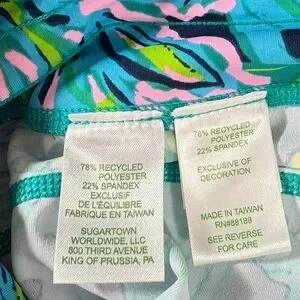 78% RECYCLED
POLYESTER
22% SPANDEX
EXCLUSIF
DE L'ÉQUILIBRE
FABRIQUE EN TAIWAN
SUGARTOWN
WORLDWIDE, LLC
800 THIRD AVENUE
KING OF PRUSSIA, PA
78% RECYCLED
POLYESTER
22% SPANDEX
EXCLUSIVE OF
DECORATION
MADE IN TAIWAN
RN#88189
SEE REVERSE
FOR CARE